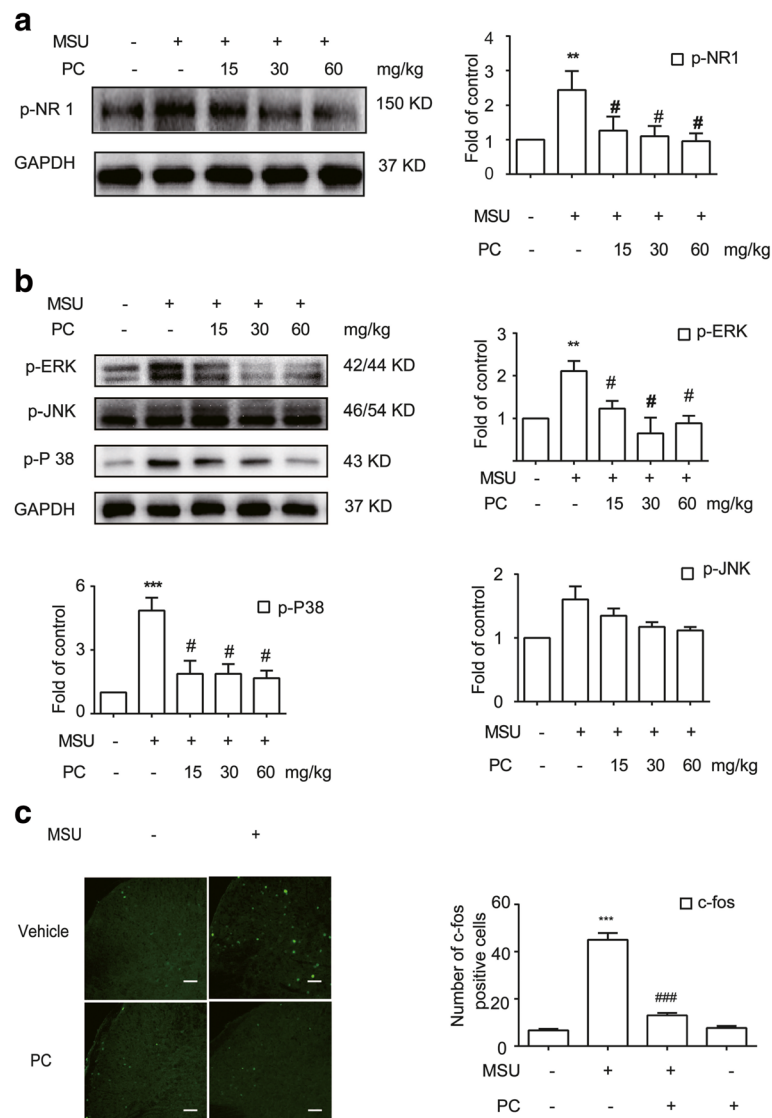 a
MSU - + + + +
PC - - 15 30 60 mg/kg
p-NR 1 150 KD
GAPDH 37 KD
4
3
2
1
0
Fold of control
** # # #
p-NR1
MSU - + + + +
PC - - 15 30 60 mg/kg
b
MSU - + + + +
PC - - 15 30 60 mg/kg
p-ERK 42/44 KD
p-JNK 46/54 KD
p-P 38 43 KD
GAPDH 37 KD
3
2
1
0
Fold of control
** # # #
p-ERK
MSU - + + + +
PC - - 15 30 60 mg/kg
6
3
0
Fold of control
*** # # #
p-P38
MSU - + + + +
PC - - 15 30 60 mg/kg
2
1
0
Fold of control
p-JNK
MSU - + + + +
PC - - 15 30 60 mg/kg
c
MSU - +
Vehicle
PC
60
40
20
0
Number of c-fos
positive cells
*** ###
c-fos
MSU - + + -
PC - - + +